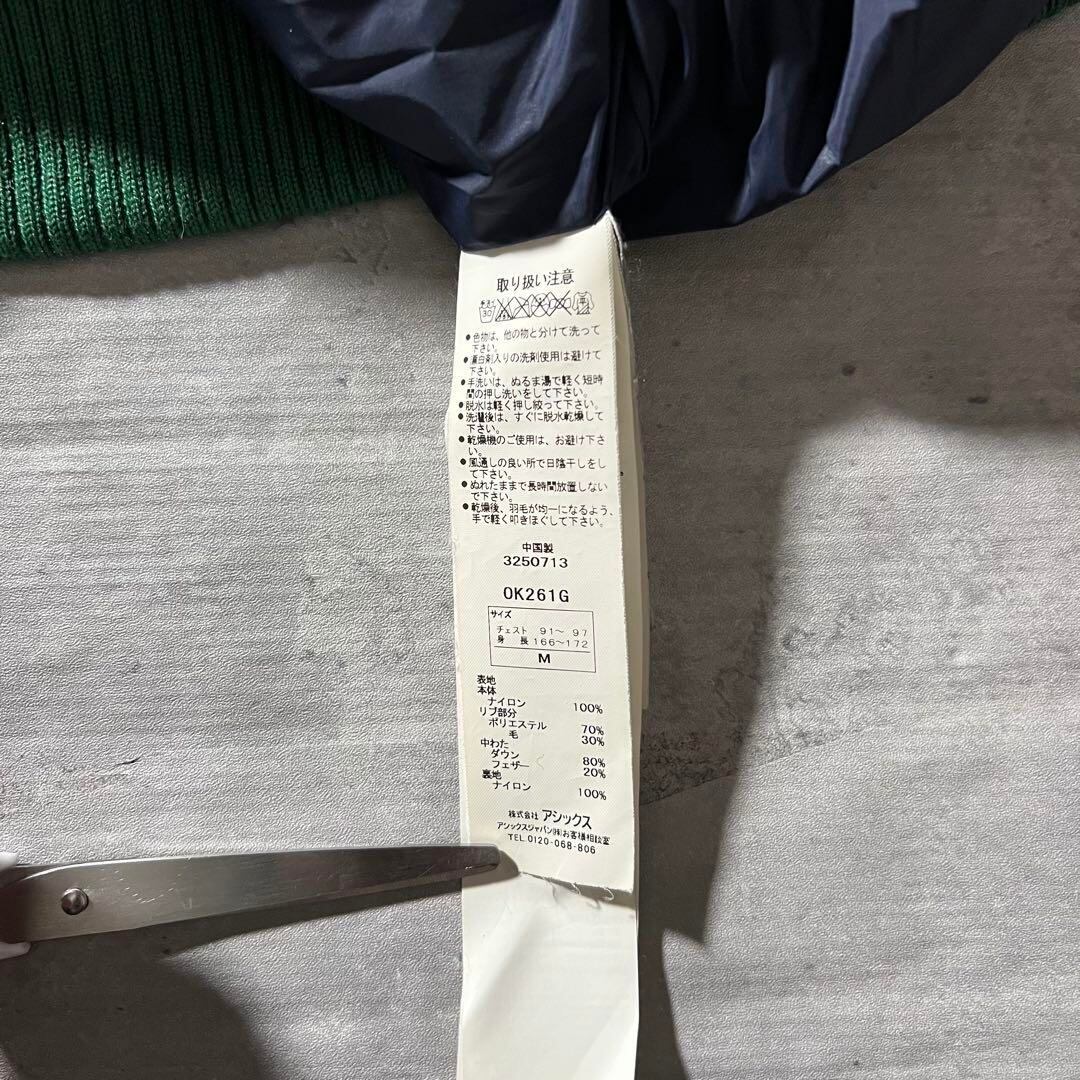 取り扱い注意
手洗イ
30
●色物は、他の物と分けて洗って
下さい。
●漂白剤入りの洗剤使用は避けて
下さい。
●手洗いは、ぬるま湯で軽く短時
間の押し洗いをして下さい。
●脱水は軽く押し絞って下さい。
●洗濯後は、すぐに脱水乾燥して
下さい。
●乾燥機のご使用は、お避け下さ
い。
●風通しの良い所で日陰干しをし
て下さい。
●ぬれたままで長時間放置しない
で下さい。
●乾燥後、羽毛が均一になるよう、
手で軽く叩きほぐして下さい。
中国製
3250713
OK261G
サイズ
チェスト 91～ 97
身 長 166～172
M
表地
本体
ナイロン 100%
リブ部分
ポリエステル 70%
毛 30%
中わた
ダウン 80%
フェザー 20%
裏地
ナイロン 100%
株式会社 アシックス
アシックスジャパン(株)お客様相談室
TEL.0120-068-806